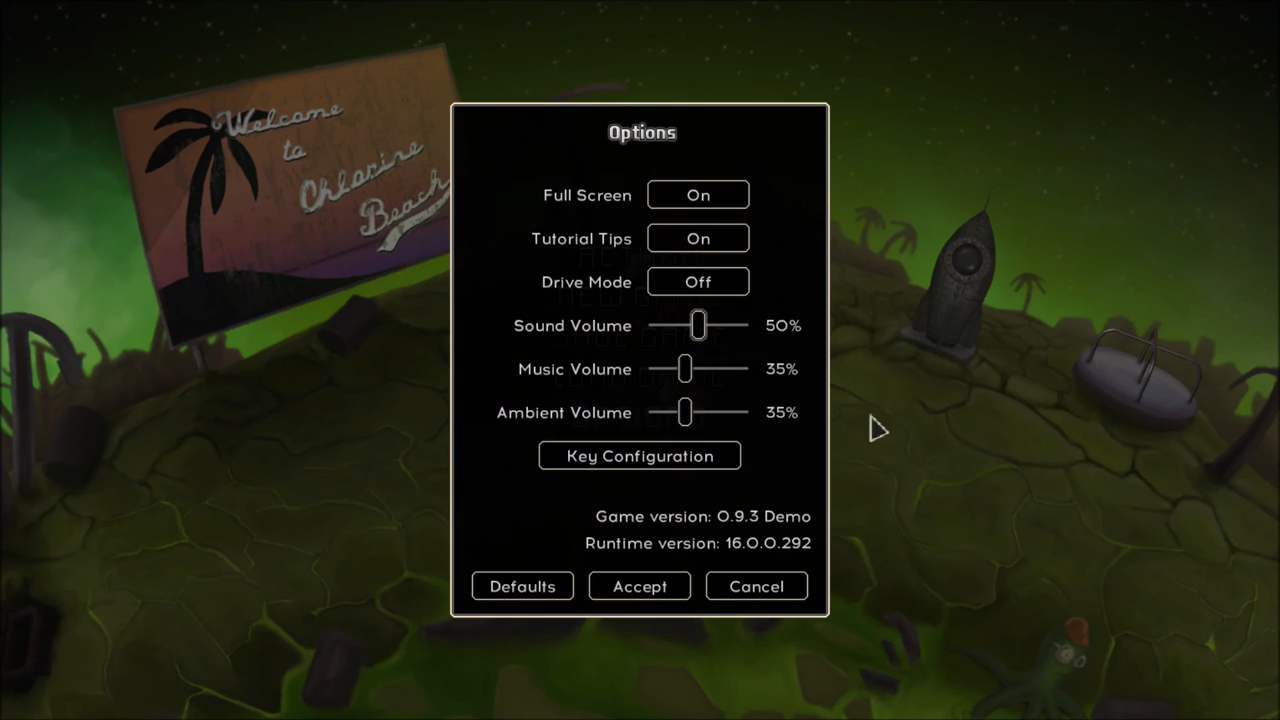 Welcome
to
Chlorine
Beach
Options
Full Screen On
Tutorial Tips On
Drive Mode Off
Sound Volume 50%
Music Volume 35%
Ambient Volume 35%
Key Configuration
Game version: 0.9.3 Demo
Runtime version: 16.0.0.292
Defaults Accept Cancel